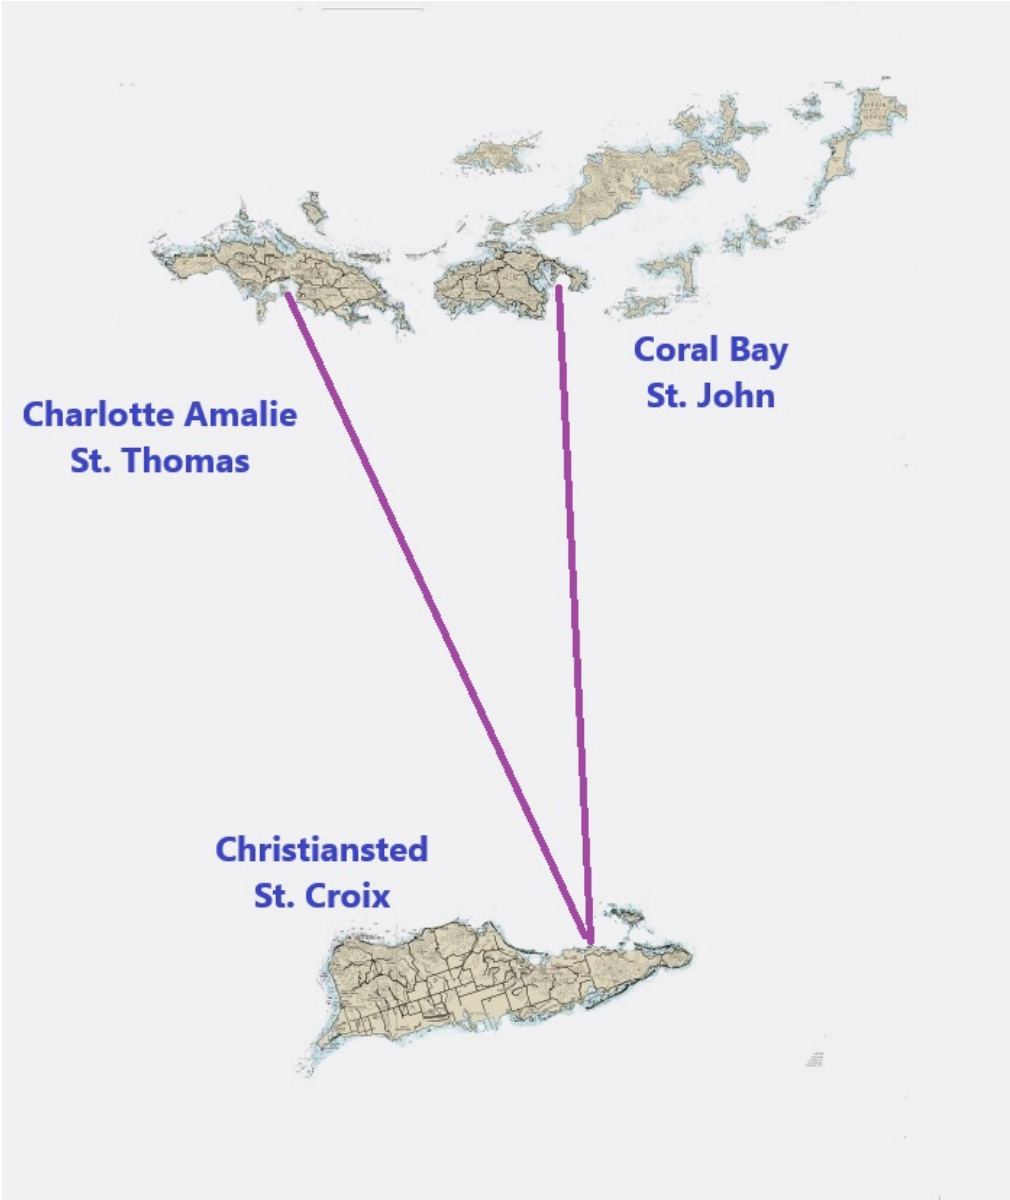 Coral Bay
St. John
Charlotte Amalie
St. Thomas
Christiansted
St. Croix